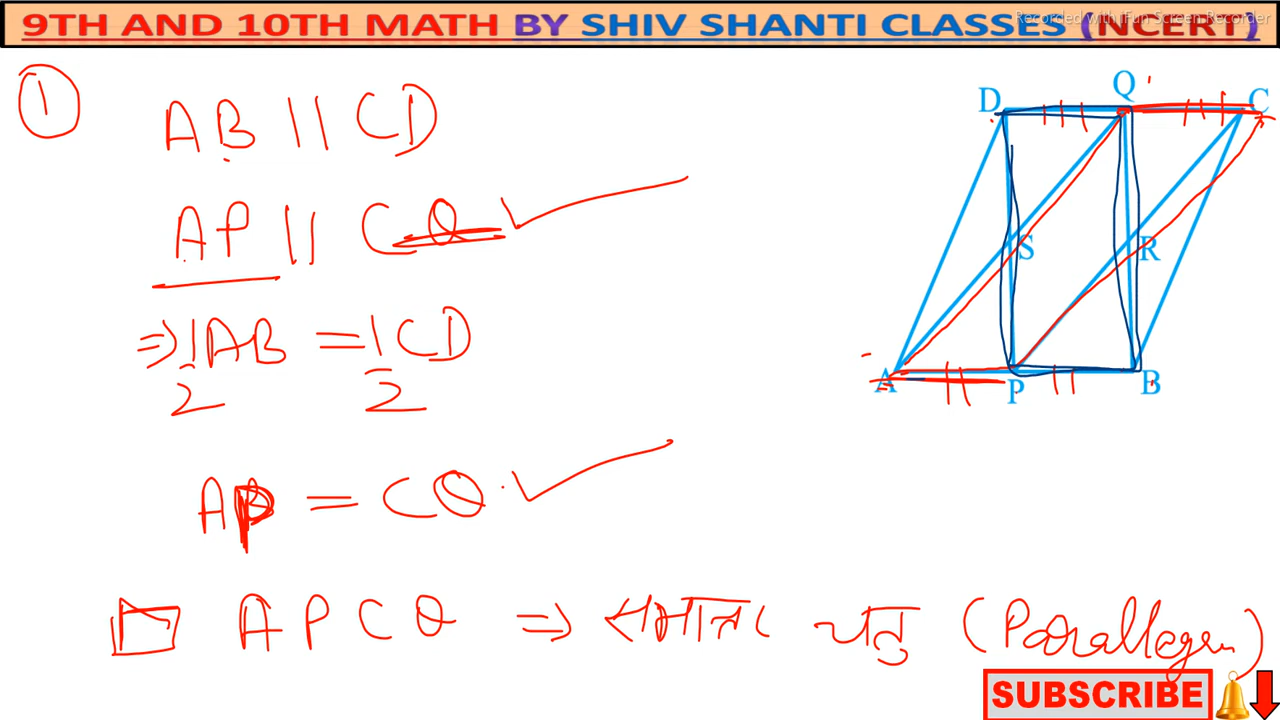 Recorded with iFun Screen Recorder
9TH AND 10TH MATH BY SHIV SHANTI CLASSES (NCERT)
1
AB || CD
AP || CQ
⇒ 1/2 AB = 1/2 CD
AP = CQ
□ APCQ ⇒ समान्तर चतु (Parallegm)
D Q C
S R
A P B
SUBSCRIBE